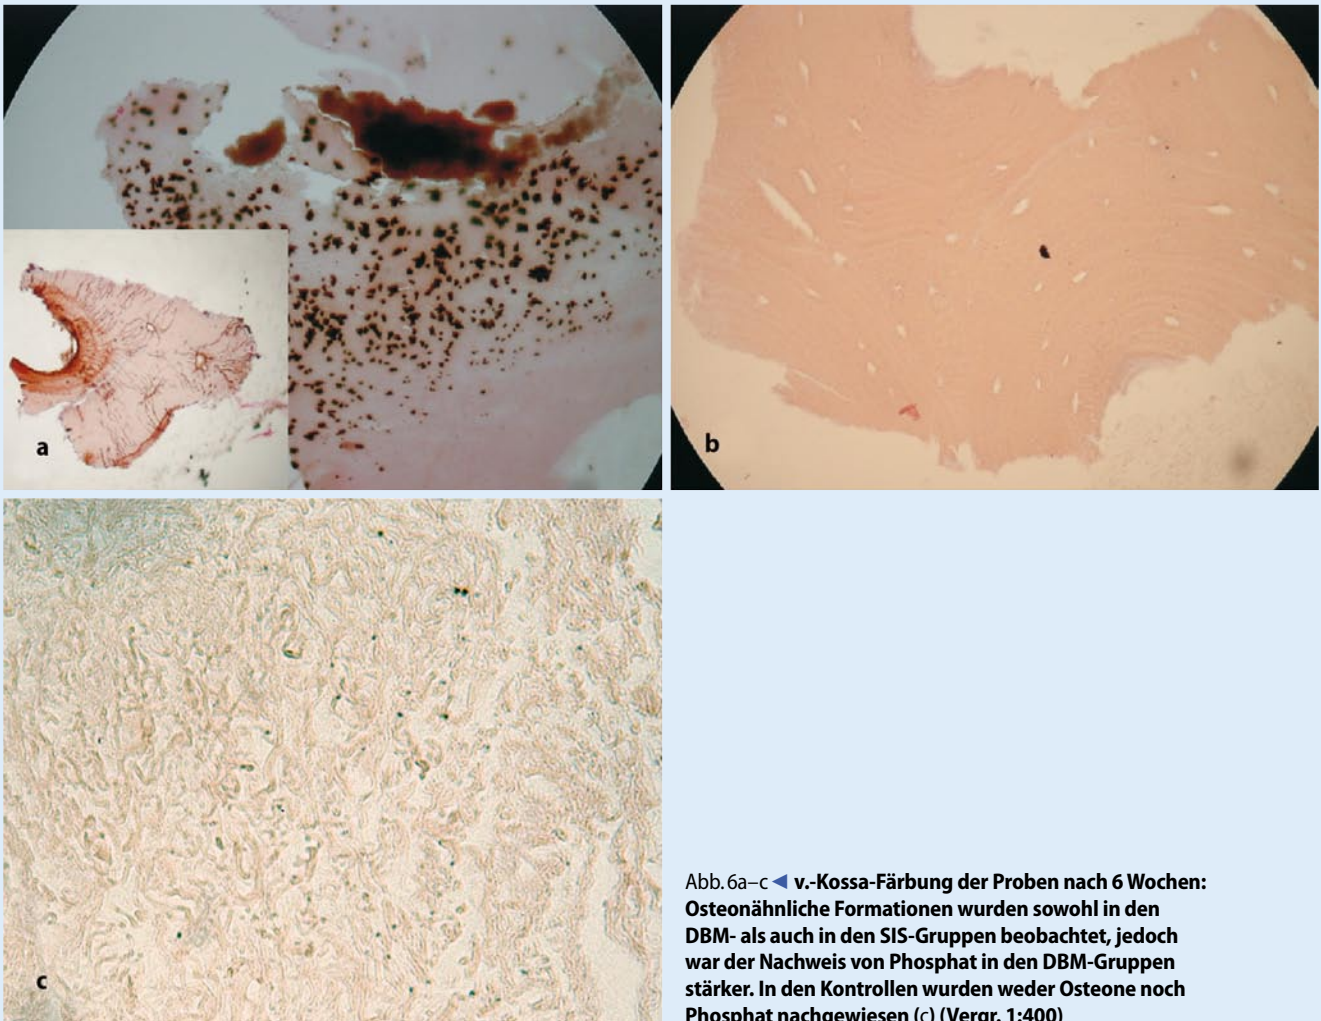 a
b
c
Abb. 6a–c ◄ v.-Kossa-Färbung der Proben nach 6 Wochen:
Osteonähnliche Formationen wurden sowohl in den
DBM- als auch in den SIS-Gruppen beobachtet, jedoch
war der Nachweis von Phosphat in den DBM-Gruppen
stärker. In den Kontrollen wurden weder Osteone noch
Phosphat nachgewiesen (c) (Vergr. 1:400)